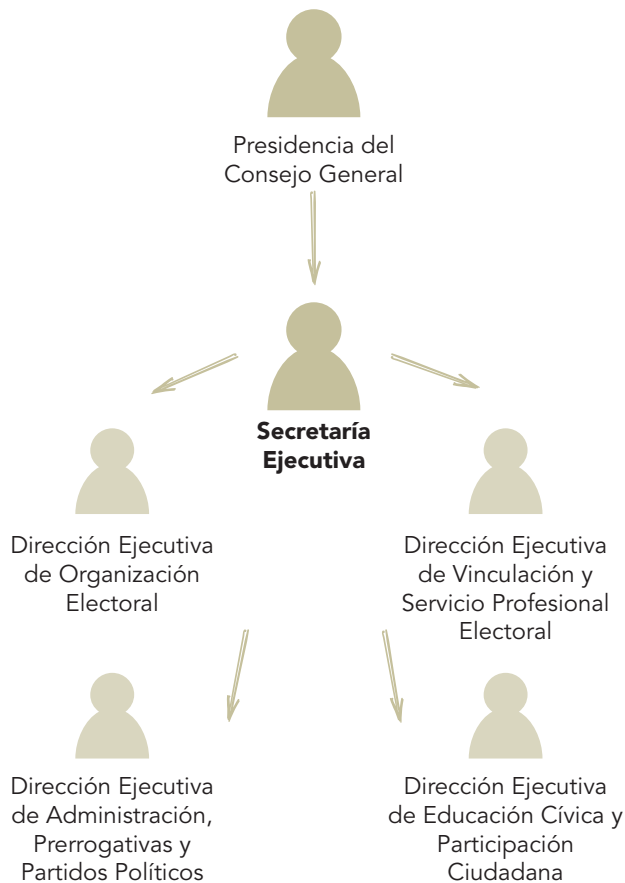 Presidencia del
Consejo General
Secretaría
Ejecutiva
Dirección Ejecutiva
de Organización
Electoral
Dirección Ejecutiva
de Vinculación y
Servicio Profesional
Electoral
Dirección Ejecutiva
de Administración,
Prerrogativas y
Partidos Políticos
Dirección Ejecutiva
de Educación Cívica y
Participación
Ciudadana